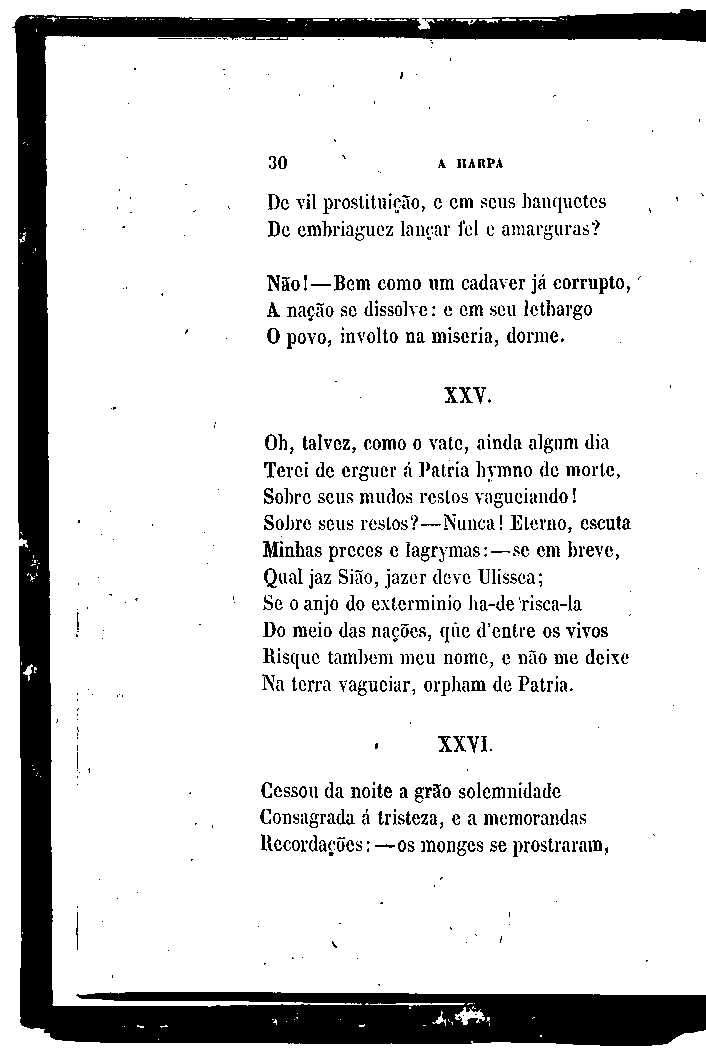 30 A HARPA
De vil prostituição, e em seus banquetes
De embriaguez lançar fel e amarguras?
Não!—Bem como um cadaver já corrupto,
A nação se dissolve: e em seu lethargo
O povo, involto na miseria, dorme.
XXV.
Oh, talvez, como o vate, ainda algum dia
Terei de erguer á Patria hymno de morte,
Sobre seus mudos restos vagueiando!
Sobre seus restos?—Nunca! Eterno, escuta
Minhas preces e lagrymas:—se em breve,
Qual jaz Sião, jazer deve Ulissea;
Se o anjo do exterminio ha-de risca-la
Do meio das nações, que d'entre os vivos
Risque tambem meu nome, e não me deixe
Na terra vagueiar, orpham de Patria.
XXVI.
Cessou da noite a grão solemnidade
Consagrada á tristeza, e a memorandas
Recordações:—os monges se prostraram,